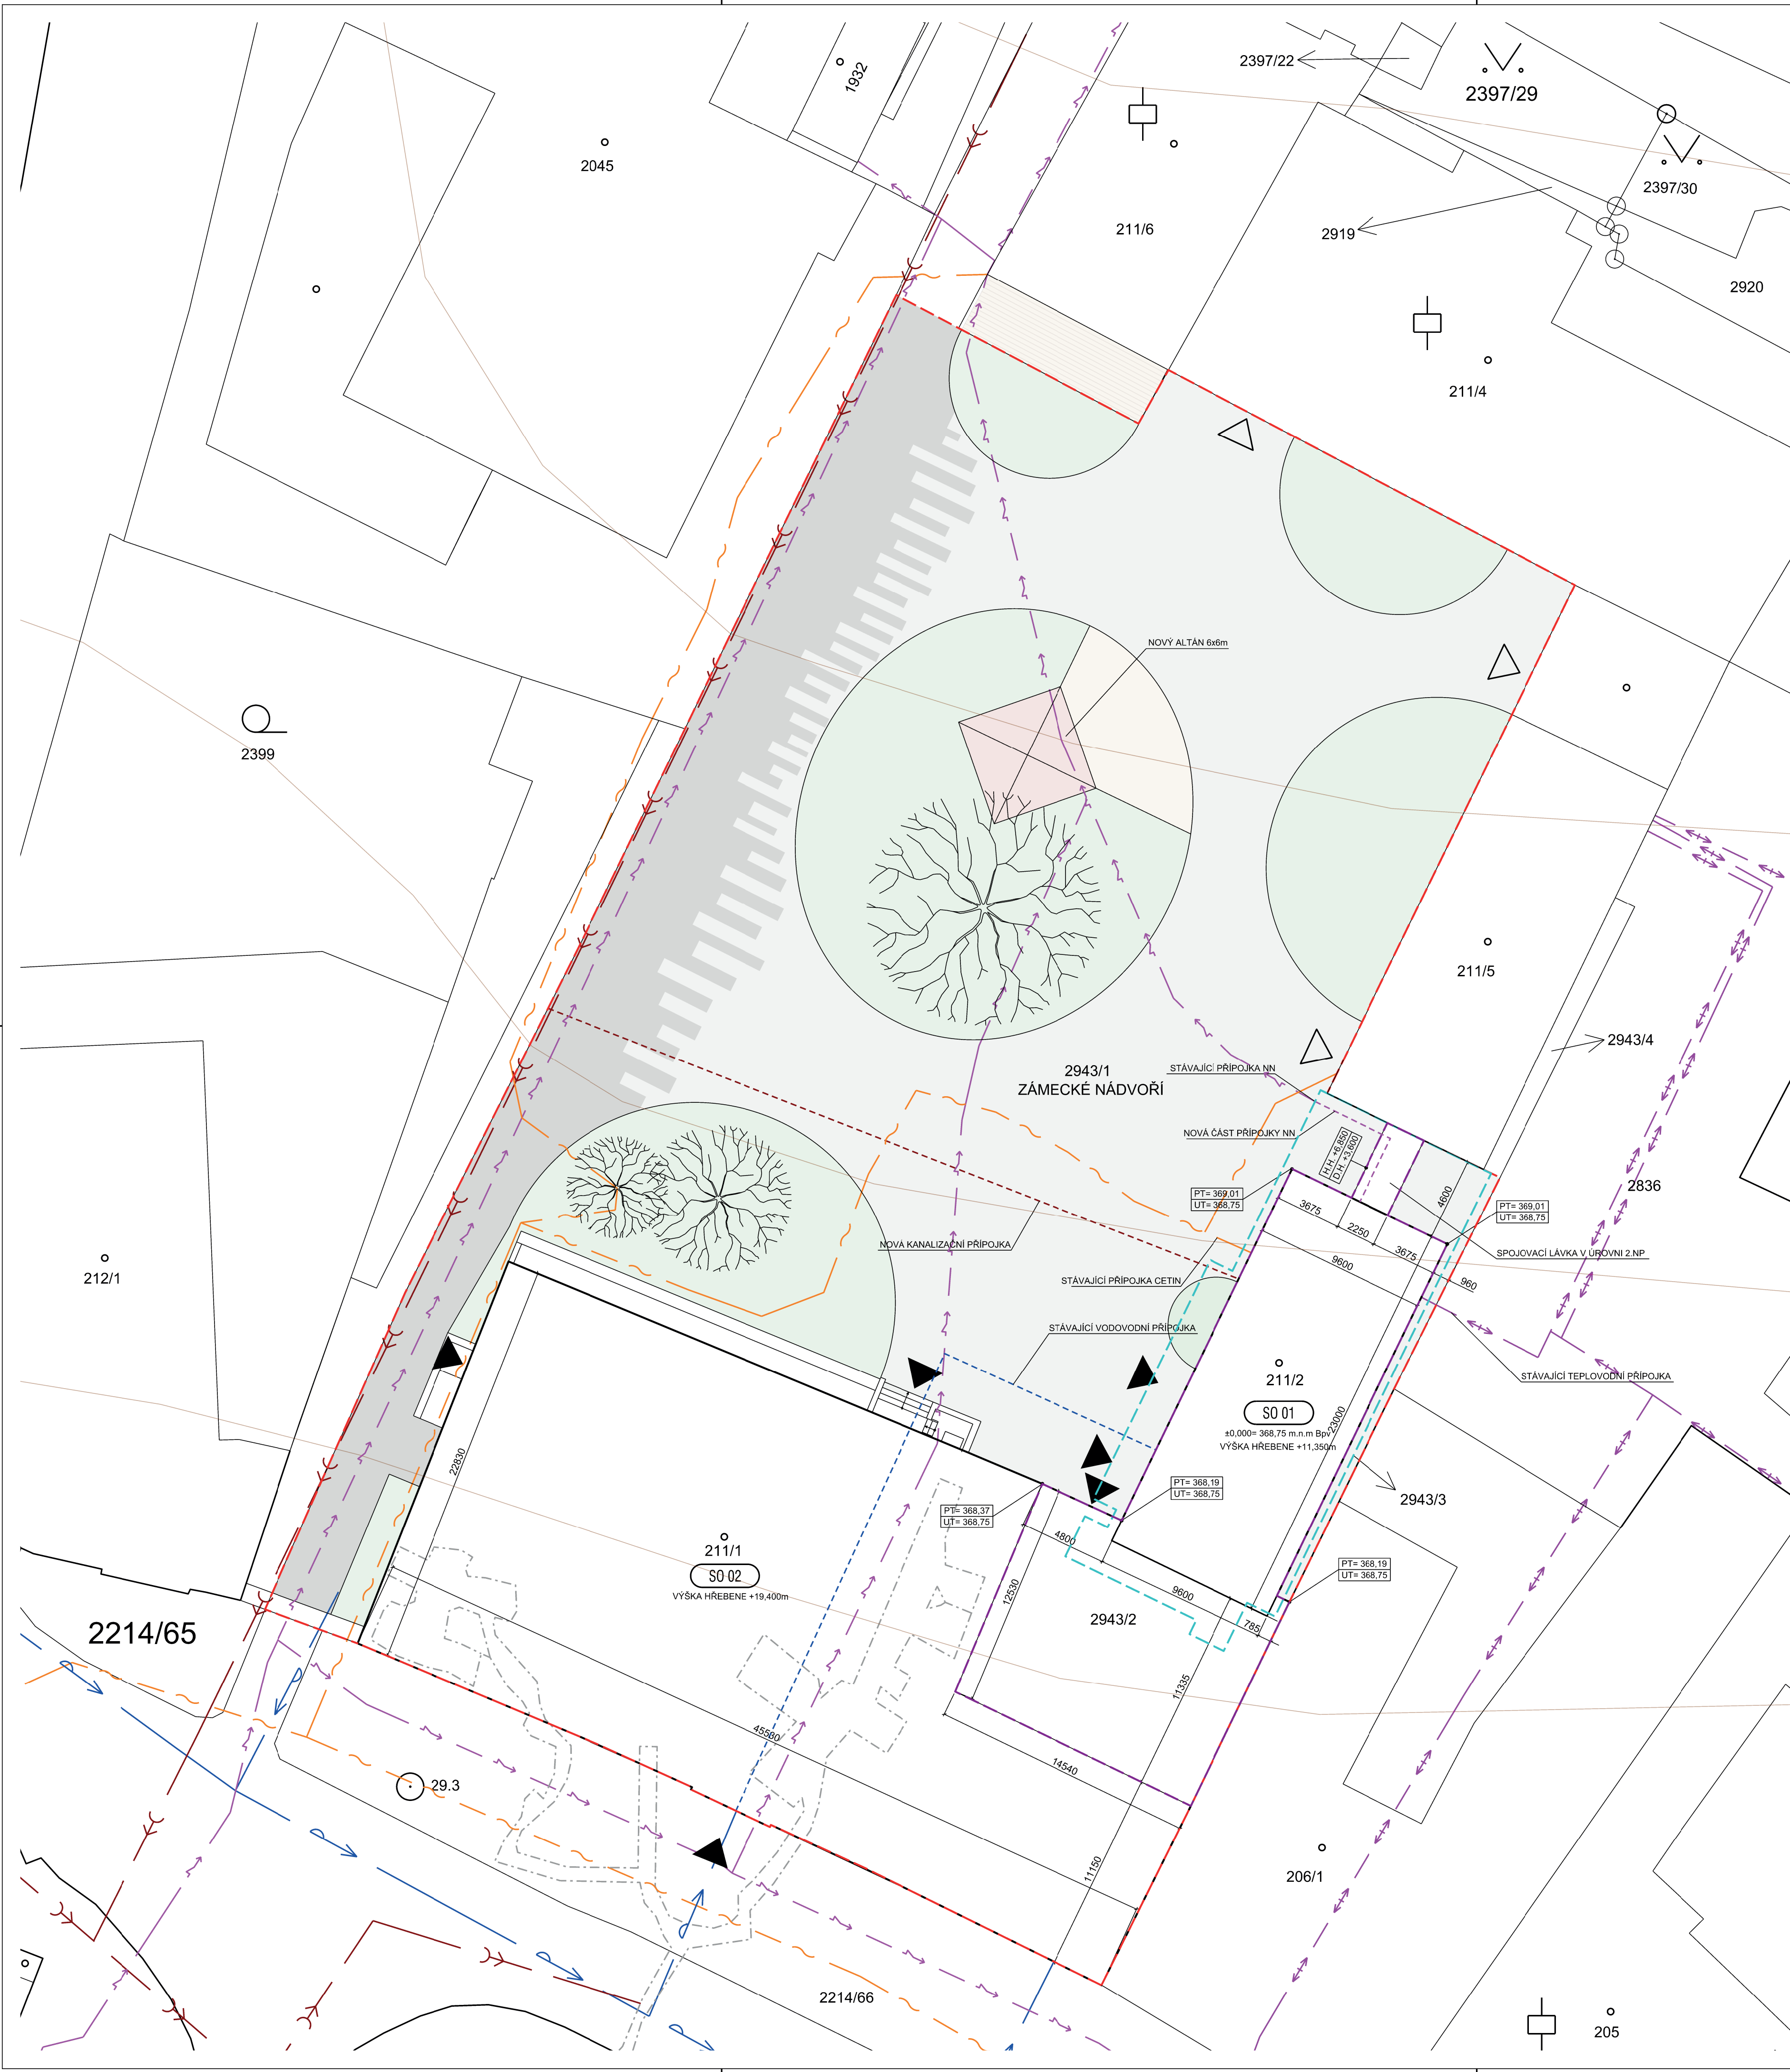 2397/22
2397/29
1932
2045
2397/30
211/6
2919
2920
211/4
NOVÝ ALTÁN 6x6m
2399
211/5
2943/4
2943/1
ZÁMECKÉ NÁDVOŘÍ
STÁVAJÍCÍ PŘÍPOJKA NN
NOVÁ ČÁST PŘÍPOJKY NN
H.H. +6,850
D.H. +3,600
4600
2836
PT= 369,01
UT= 368,75
PT= 369,01
UT= 368,75
3675
2250
3675
9600
960
NOVÁ KANALIZAČNÍ PŘÍPOJKA
SPOJOVACÍ LÁVKA V ÚROVNI 2.NP
212/1
STÁVAJÍCÍ PŘÍPOJKA CETIN
STÁVAJÍCÍ VODOVODNÍ PŘÍPOJKA
211/2
STÁVAJÍCÍ TEPLOVODNÍ PŘÍPOJKA
SO 01
±0,000= 368,75 m.n.m Bpv
VÝŠKA HŘEBENE +11,350m
23000
22830
2943/3
PT= 368,19
UT= 368,75
PT= 368,37
UT= 368,75
4800
211/1
SO 02
VÝŠKA HŘEBENE +19,400m
PT= 368,19
UT= 368,75
12530
9600
785
2943/2
2214/65
11335
45580
14540
29.3
11150
206/1
2214/66
205